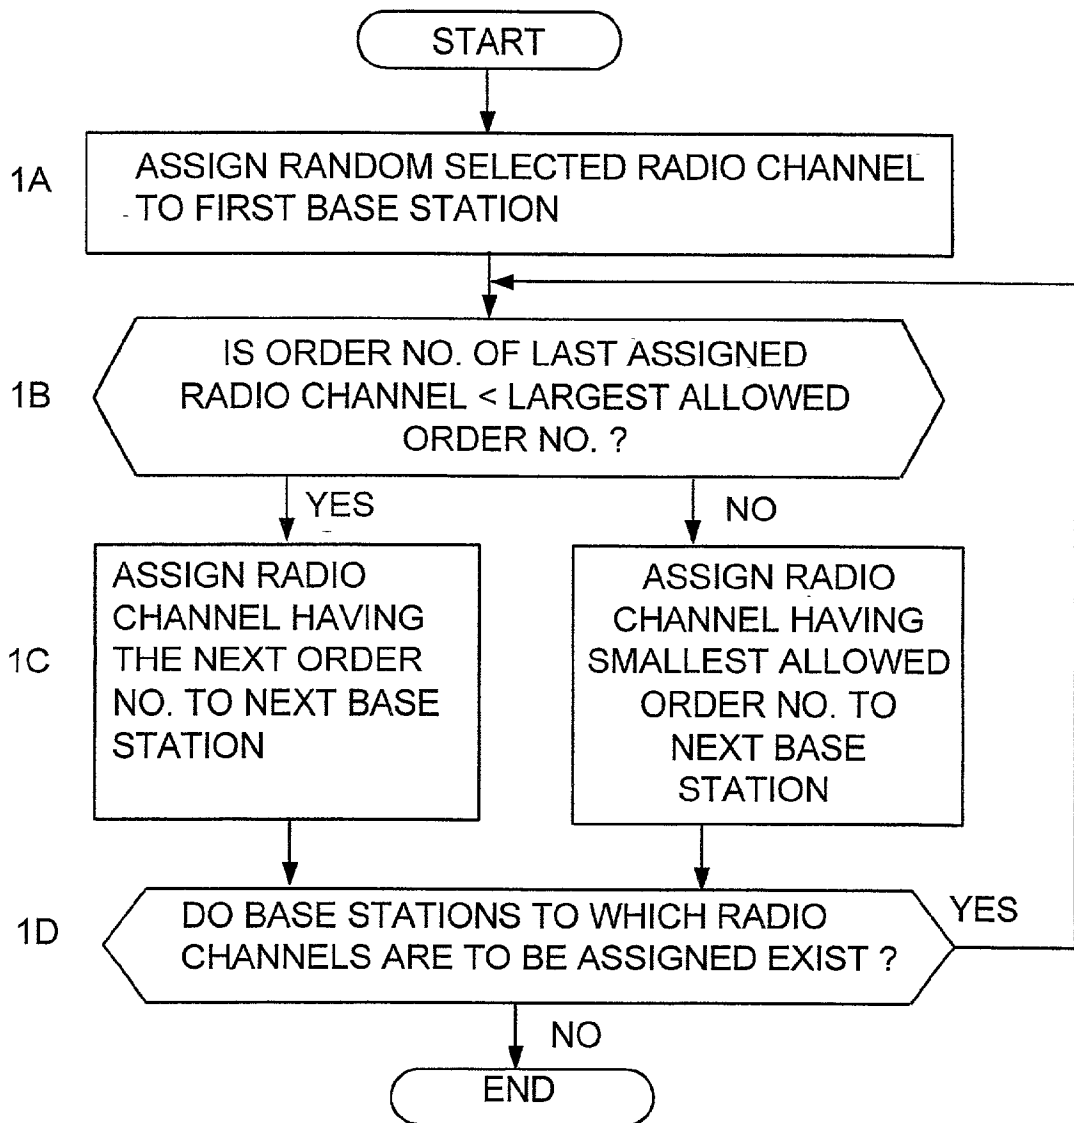 START
1A
ASSIGN RANDOM SELECTED RADIO CHANNEL
TO FIRST BASE STATION
1B
IS ORDER NO. OF LAST ASSIGNED
RADIO CHANNEL < LARGEST ALLOWED
ORDER NO. ?
YES
NO
1C
ASSIGN RADIO
CHANNEL HAVING
THE NEXT ORDER
NO. TO NEXT BASE
STATION
ASSIGN RADIO
CHANNEL HAVING
SMALLEST ALLOWED
ORDER NO. TO
NEXT BASE
STATION
1D
DO BASE STATIONS TO WHICH RADIO
CHANNELS ARE TO BE ASSIGNED EXIST ?
YES
NO
END